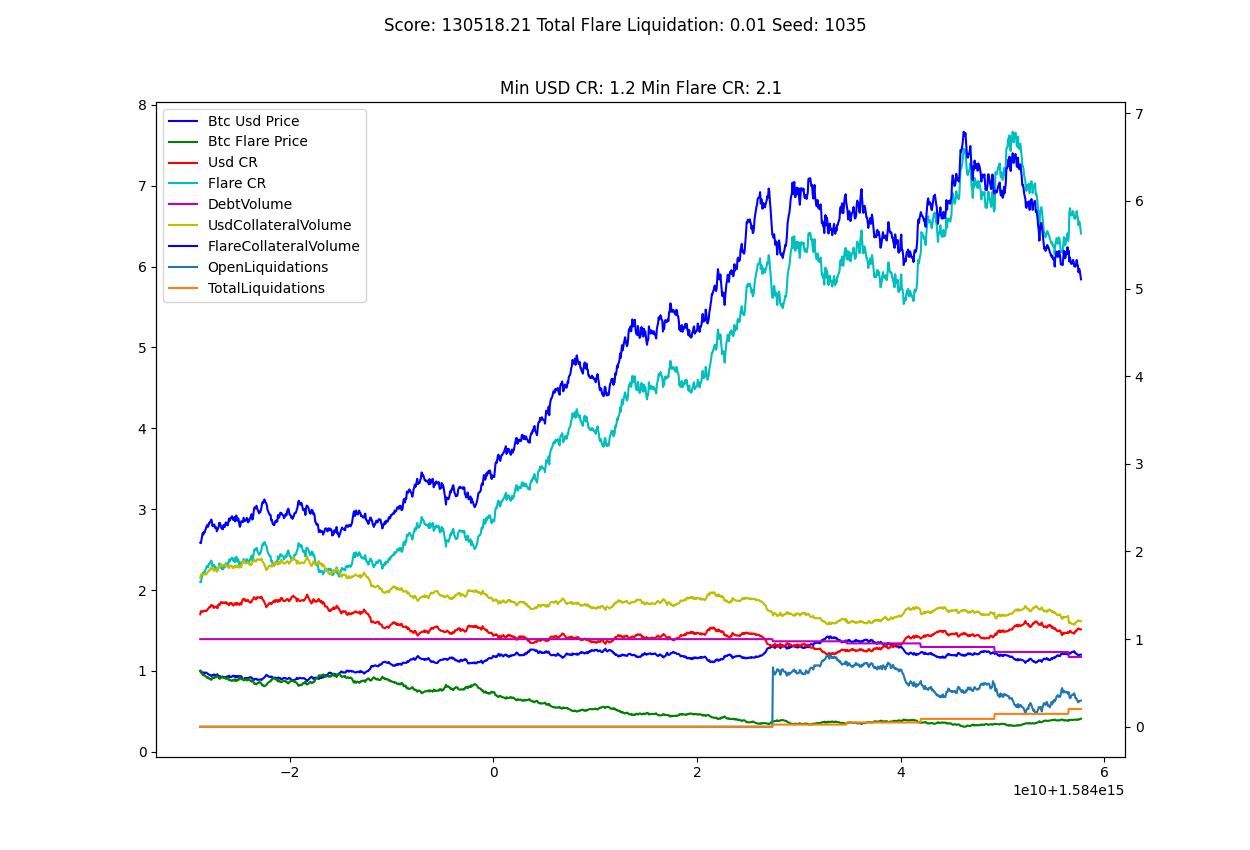 Score: 130518.21 Total Flare Liquidation: 0.01 Seed: 1035
Min USD CR: 1.2 Min Flare CR: 2.1
Btc Usd Price
Btc Flare Price
Usd CR
Flare CR
DebtVolume
UsdCollateralVolume
FlareCollateralVolume
OpenLiquidations
TotalLiquidations
8
7
6
5
4
3
2
1
0
7
6
5
4
3
2
1
0
−2
0
2
4
6
1e10+1.584e15